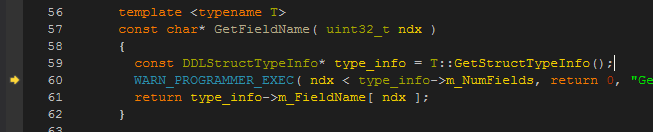 56 template <typename T>
57 const char* GetFieldName( uint32_t ndx )
58 {
59 const DDLStructTypeInfo* type_info = T::GetStructTypeInfo();
60 WARN_PROGRAMMER_EXEC( ndx < type_info->m_NumFields, return 0, "Ge
61 return type_info->m_FieldName[ ndx ];
62 }
63